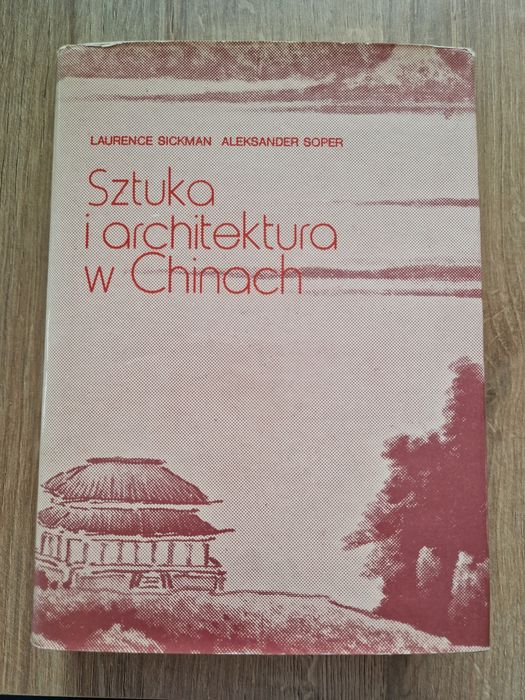 LAURENCE SICKMAN ALEKSANDER SOPER
Sztuka
i architektura
w Chinach